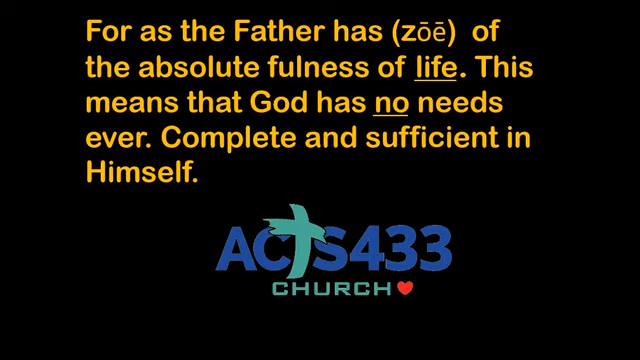 For as the Father has (zōē) of
the absolute fulness of life. This
means that God has no needs
ever. Complete and sufficient in
Himself.
ACTS433
CHURCH